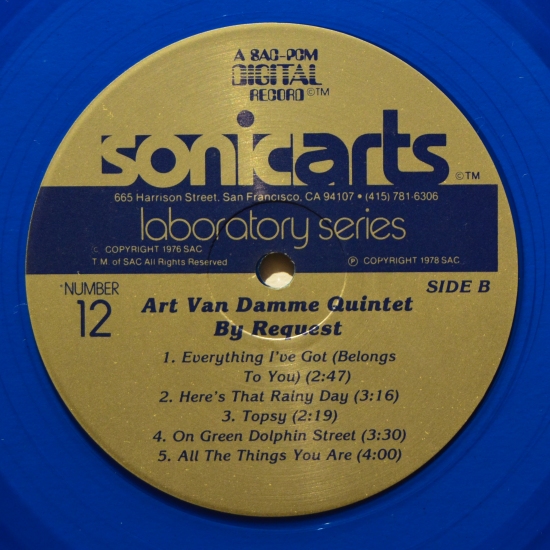 A SAC-PCM
DIGITAL
RECORD ©™
sonicarts ©™
665 Harrison Street, San Francisco, CA 94107 • (415) 781-6306
laboratory series
© COPYRIGHT 1976 SAC
T.M. of SAC All Rights Reserved
℗ COPYRIGHT 1978 SAC
NUMBER
12
SIDE B
Art Van Damme Quintet
By Request
1. Everything I've Got (Belongs
To You) (2:47)
2. Here's That Rainy Day (3:16)
3. Topsy (2:19)
4. On Green Dolphin Street (3:30)
5. All The Things You Are (4:00)